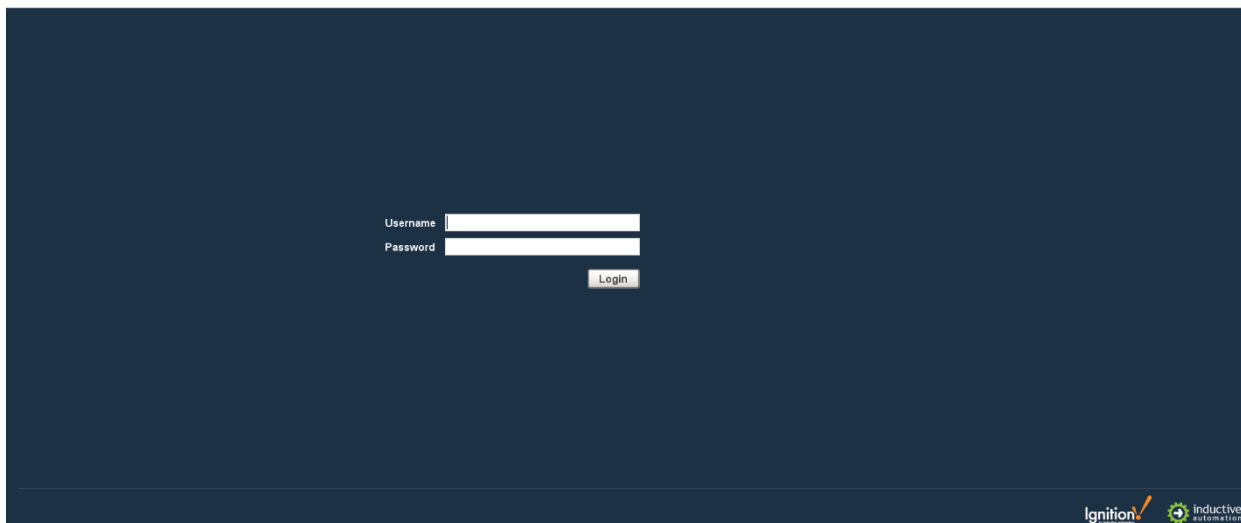 Username
Password
Login
Ignition!
inductive
automation